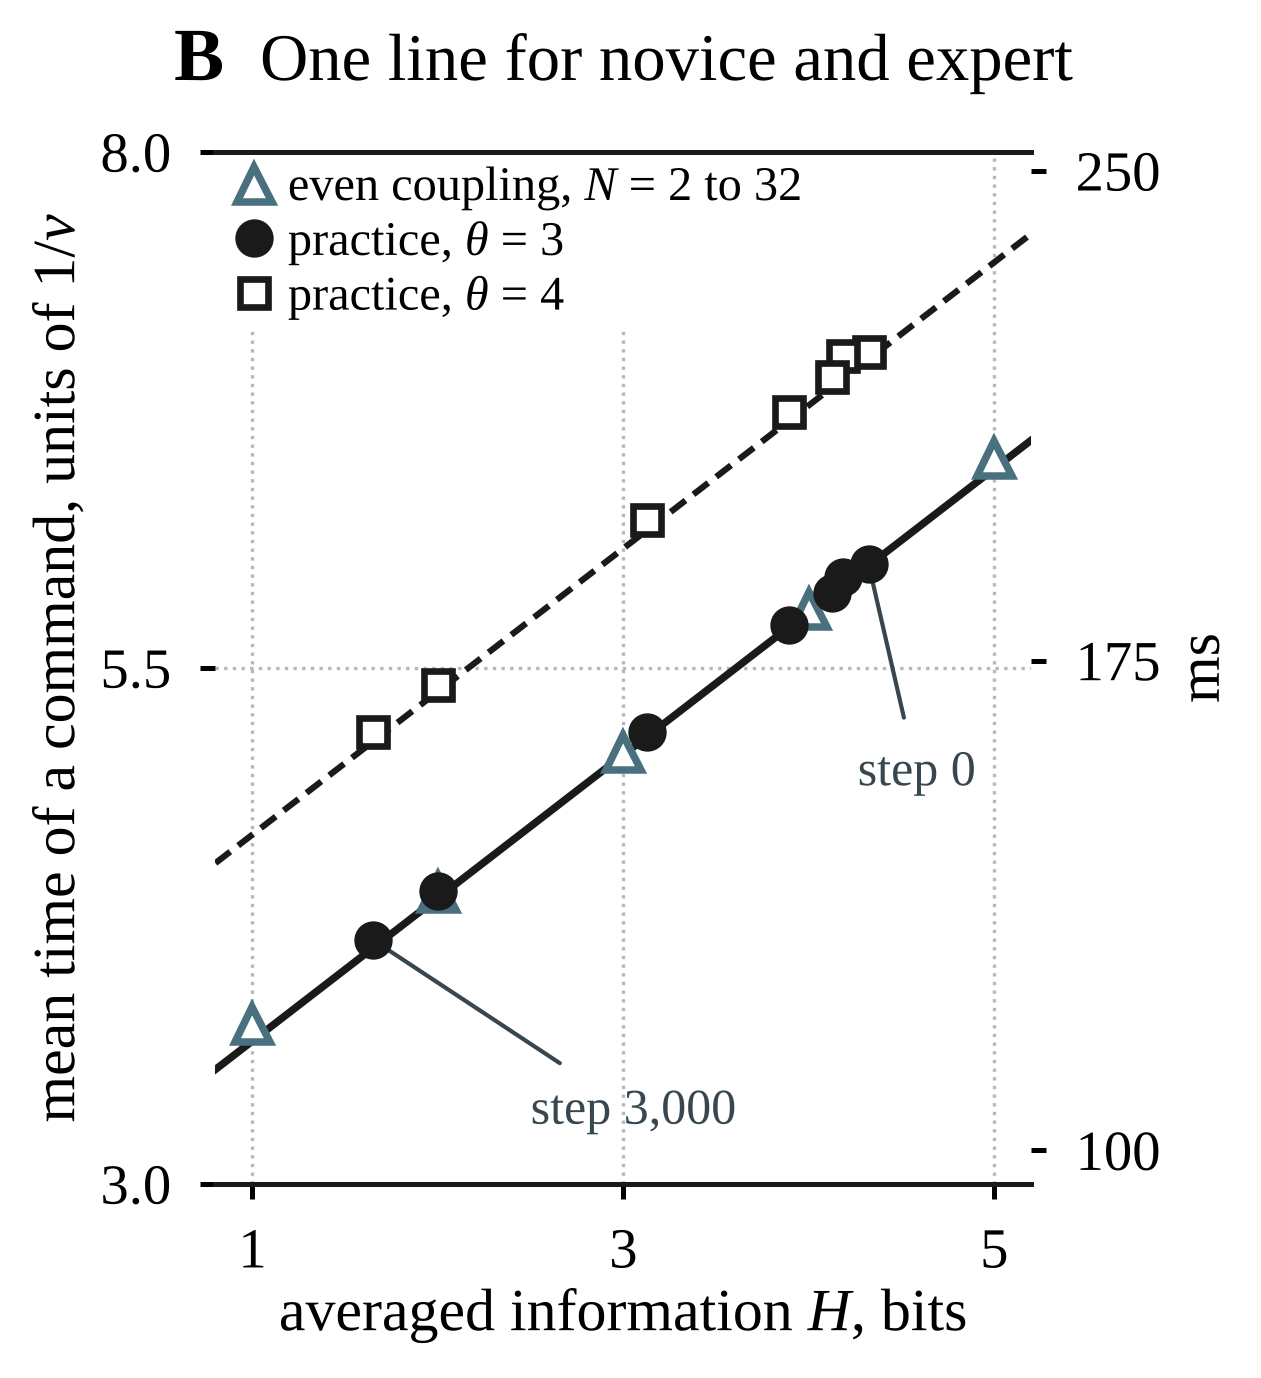 B One line for novice and expert
mean time of a command, units of 1/v
8.0
5.5
3.0
even coupling, N = 2 to 32
practice, θ = 3
practice, θ = 4
step 0
step 3,000
250
175
100
ms
1 3 5
averaged information H, bits